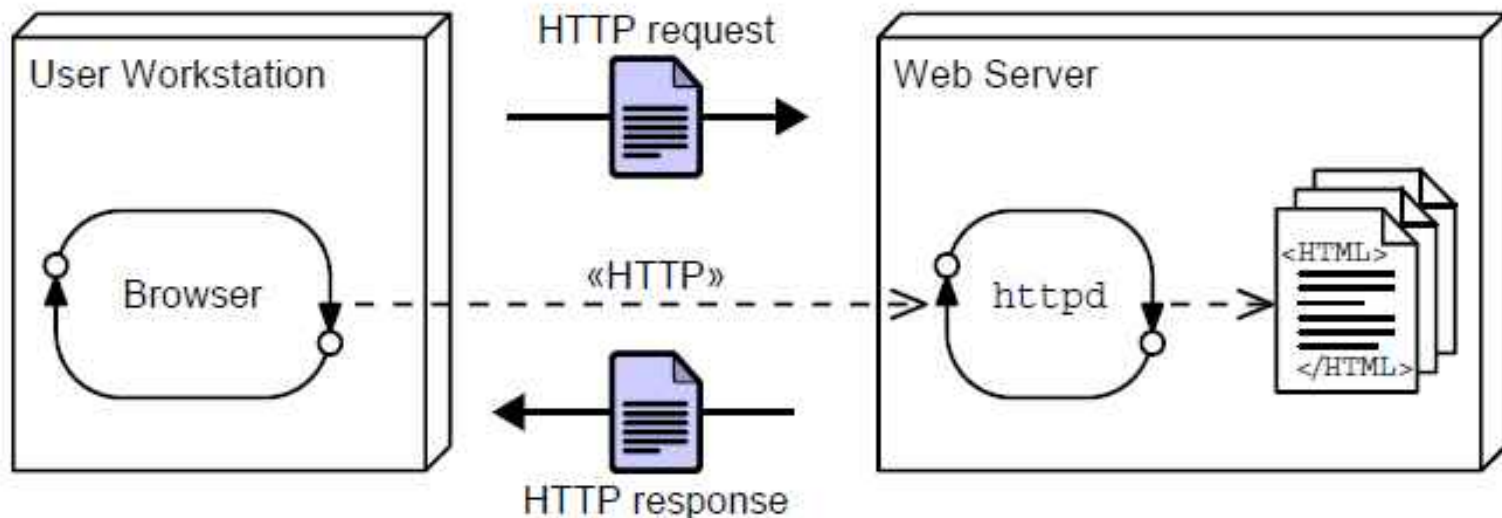 HTTP request
User Workstation
Web Server
Browser
«HTTP»
httpd
<HTML>
</HTML>
HTTP response